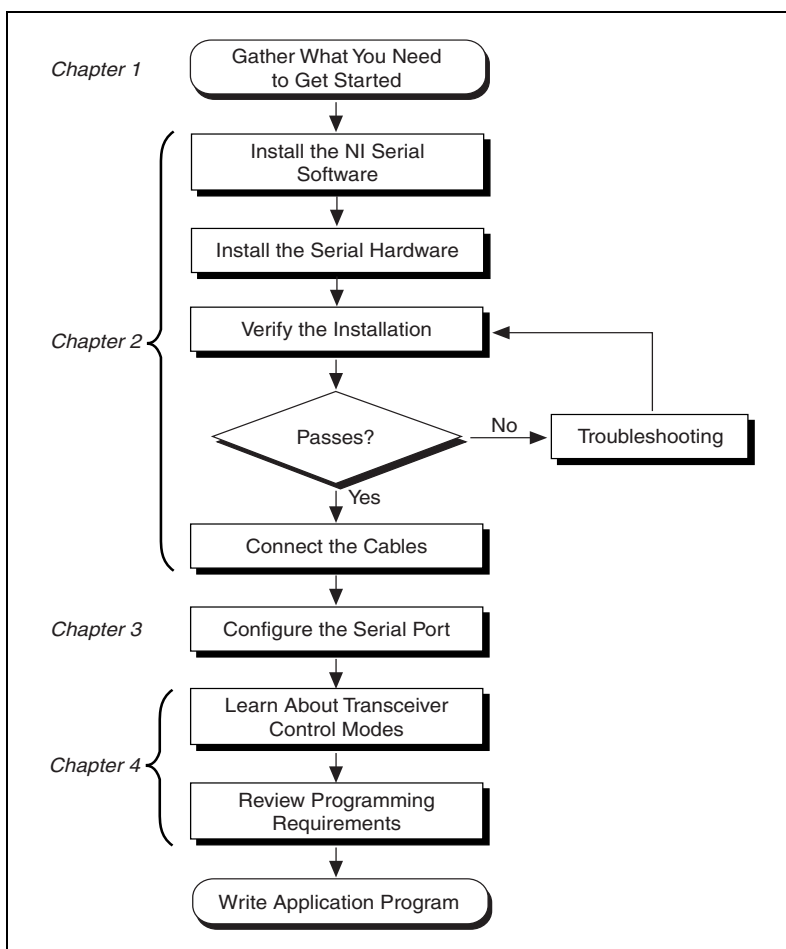 Chapter 1
Gather What You Need
to Get Started
Install the NI Serial
Software
Install the Serial Hardware
Chapter 2
Verify the Installation
Passes?
No
Troubleshooting
Yes
Connect the Cables
Chapter 3
Configure the Serial Port
Learn About Transceiver
Control Modes
Chapter 4
Review Programming
Requirements
Write Application Program